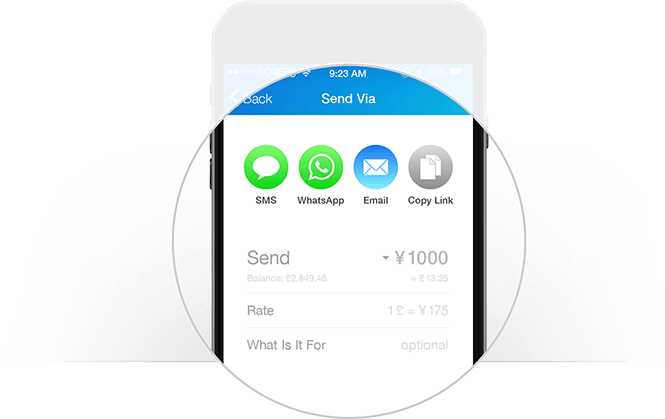 ROGERS 9:23 AM
Back Send Via
SMS WhatsApp Email Copy Link
Send ¥1000
Balance: £2,849.48 = £13.25
Rate 1 £ = ¥175
What Is It For optional